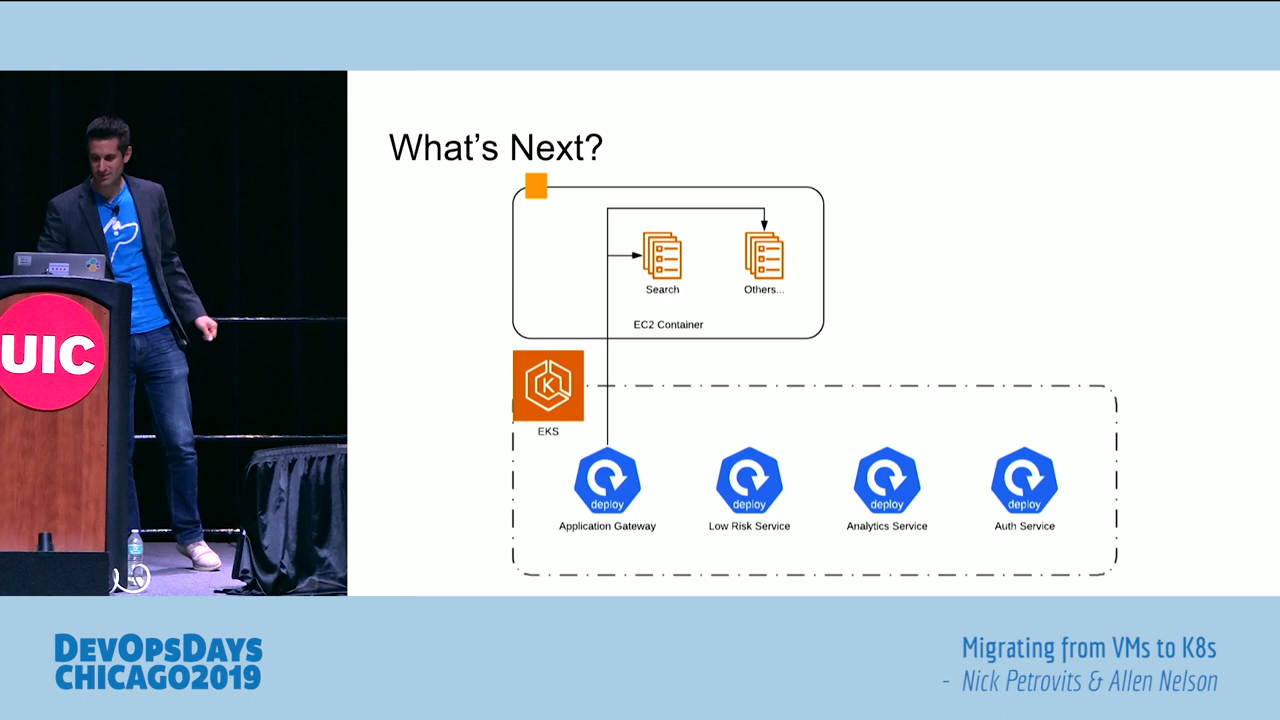 What's Next?
Search
Others...
EC2 Container
K
EKS
deploy
deploy
deploy
deploy
Application Gateway
Low Risk Service
Analytics Service
Auth Service
UIC
DEVOPSDAYS
CHICAGO2019
Migrating from VMs to K8s
- Nick Petrovits & Allen Nelson